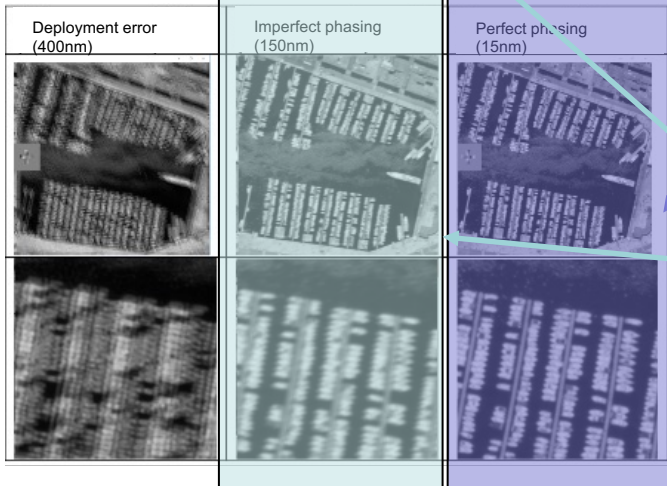 Deployment error
(400nm)
Imperfect phasing
(150nm)
Perfect phasing
(15nm)